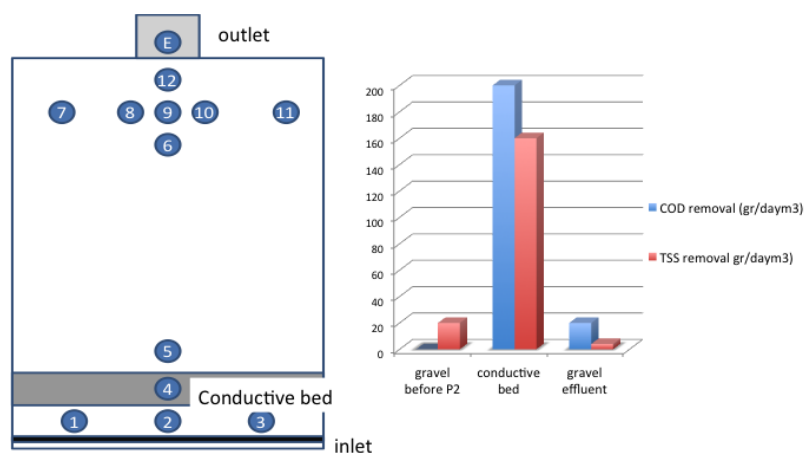 outlet
E
12
7 8 9 10 11
6
5
4
Conductive bed
1 2 3
inlet
200
180
160
140
120
100
80
60
40
20
0
gravel
before P2
conductive
bed
gravel
effluent
COD removal (gr/daym3)
TSS removal gr/daym3)